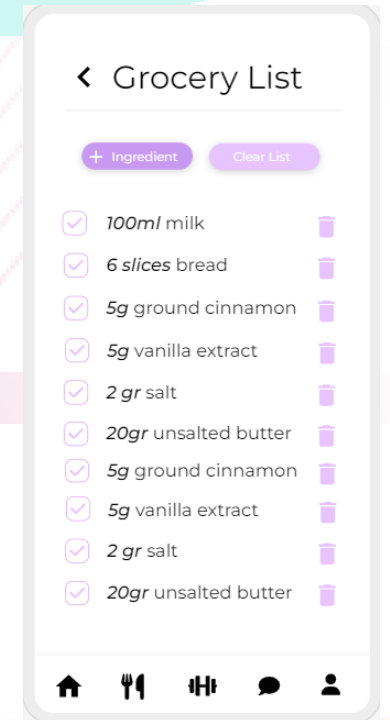 Grocery List
+ Ingredient
Clear List
100ml milk
6 slices bread
5g ground cinnamon
5g vanilla extract
2 gr salt
20gr unsalted butter
5g ground cinnamon
5g vanilla extract
2 gr salt
20gr unsalted butter